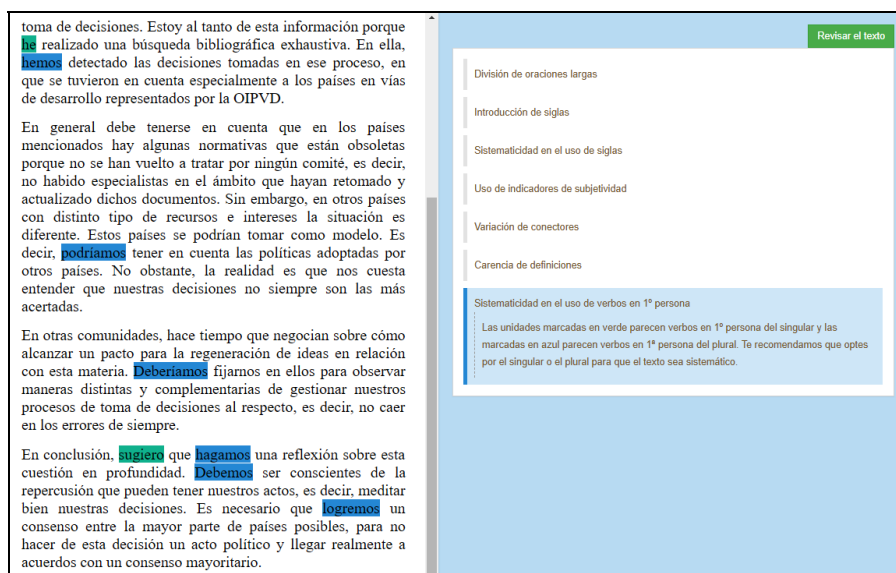 toma de decisiones. Estoy al tanto de esta información porque
he realizado una búsqueda bibliográfica exhaustiva. En ella,
hemos detectado las decisiones tomadas en ese proceso, en
que se tuvieron en cuenta especialmente a los países en vías
de desarrollo representados por la OIPVD.
En general debe tenerse en cuenta que en los países
mencionados hay algunas normativas que están obsoletas
porque no se han vuelto a tratar por ningún comité, es decir,
no habido especialistas en el ámbito que hayan retomado y
actualizado dichos documentos. Sin embargo, en otros países
con distinto tipo de recursos e intereses la situación es
diferente. Estos países se podrían tomar como modelo. Es
decir, podríamos tener en cuenta las políticas adoptadas por
otros países. No obstante, la realidad es que nos cuesta
entender que nuestras decisiones no siempre son las más
acertadas.
En otras comunidades, hace tiempo que negocian sobre cómo
alcanzar un pacto para la regeneración de ideas en relación
con esta materia. Deberíamos fijarnos en ellos para observar
maneras distintas y complementarias de gestionar nuestros
procesos de toma de decisiones al respecto, es decir, no caer
en los errores de siempre.
En conclusión, sugiero que hagamos una reflexión sobre esta
cuestión en profundidad. Debemos ser conscientes de la
repercusión que pueden tener nuestros actos, es decir, meditar
bien nuestras decisiones. Es necesario que logremos un
consenso entre la mayor parte de países posibles, para no
hacer de esta decisión un acto político y llegar realmente a
acuerdos con un consenso mayoritario.
Revisar el texto
División de oraciones largas
Introducción de siglas
Sistematicidad en el uso de siglas
Uso de indicadores de subjetividad
Variación de conectores
Carencia de definiciones
Sistematicidad en el uso de verbos en 1º persona
Las unidades marcadas en verde parecen verbos en 1º persona del singular y las
marcadas en azul parecen verbos en 1ª persona del plural. Te recomendamos que optes
por el singular o el plural para que el texto sea sistemático.